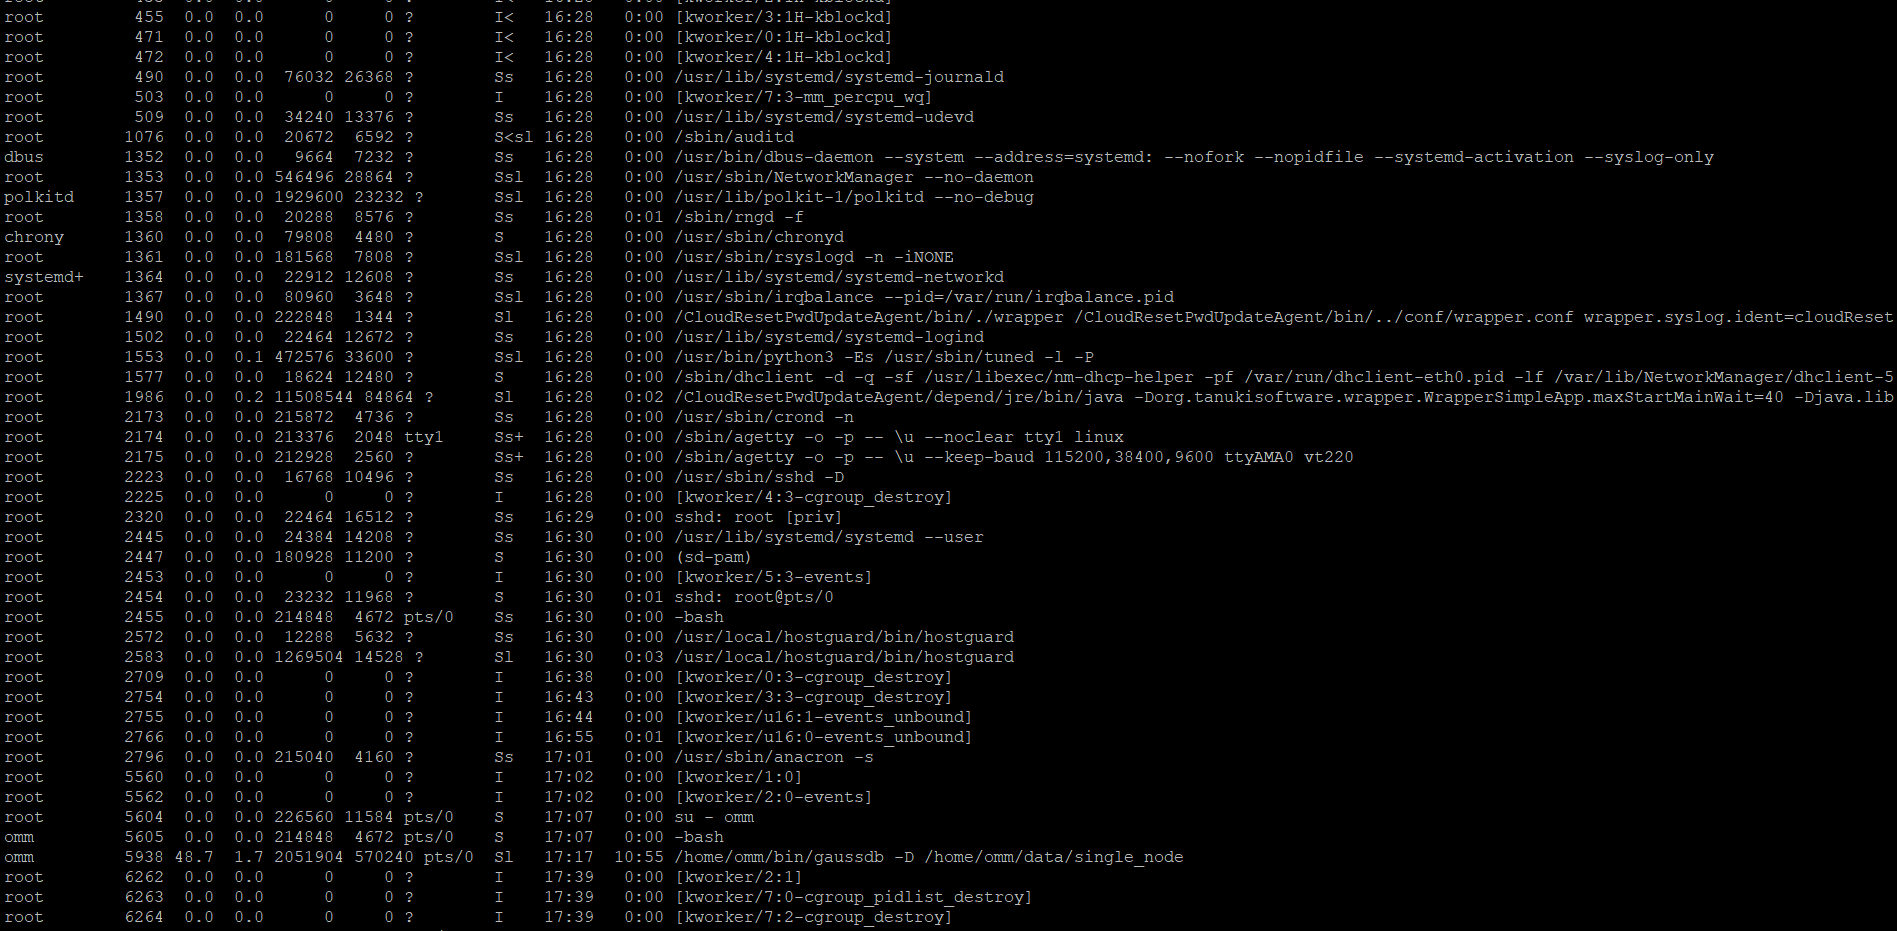 root 455 0.0 0.0 0 0 ? I< 16:28 0:00 [kworker/3:1H-kblockd]
root 471 0.0 0.0 0 0 ? I< 16:28 0:00 [kworker/0:1H-kblockd]
root 472 0.0 0.0 0 0 ? I< 16:28 0:00 [kworker/4:1H-kblockd]
root 490 0.0 0.0 76032 26368 ? Ss 16:28 0:00 /usr/lib/systemd/systemd-journald
root 503 0.0 0.0 0 0 ? I 16:28 0:00 [kworker/7:3-mm_percpu_wq]
root 509 0.0 0.0 34240 13376 ? Ss 16:28 0:00 /usr/lib/systemd/systemd-udevd
root 1076 0.0 0.0 20672 6592 ? S<sl 16:28 0:00 /sbin/auditd
dbus 1352 0.0 0.0 9664 7232 ? Ss 16:28 0:00 /usr/bin/dbus-daemon --system --address=systemd: --nofork --nopidfile --systemd-activation --syslog-only
root 1353 0.0 0.0 546496 28864 ? Ssl 16:28 0:00 /usr/sbin/NetworkManager --no-daemon
polkitd 1357 0.0 0.0 1929600 23232 ? Ssl 16:28 0:00 /usr/lib/polkit-1/polkitd --no-debug
root 1358 0.0 0.0 20288 8576 ? Ss 16:28 0:01 /sbin/rngd -f
chrony 1360 0.0 0.0 79808 4480 ? S 16:28 0:00 /usr/sbin/chronyd
root 1361 0.0 0.0 181568 7808 ? Ssl 16:28 0:00 /usr/sbin/rsyslogd -n -iNONE
systemd+ 1364 0.0 0.0 22912 12608 ? Ss 16:28 0:00 /usr/lib/systemd/systemd-networkd
root 1367 0.0 0.0 80960 3648 ? Ssl 16:28 0:00 /usr/sbin/irqbalance --pid=/var/run/irqbalance.pid
root 1490 0.0 0.0 222848 1344 ? Sl 16:28 0:00 /CloudResetPwdUpdateAgent/bin/./wrapper /CloudResetPwdUpdateAgent/bin/../conf/wrapper.conf wrapper.syslog.ident=cloudReset
root 1502 0.0 0.0 22464 12672 ? Ss 16:28 0:00 /usr/lib/systemd/systemd-logind
root 1553 0.0 0.1 472576 33600 ? Ssl 16:28 0:00 /usr/bin/python3 -Es /usr/sbin/tuned -l -P
root 1577 0.0 0.0 18624 12480 ? S 16:28 0:00 /sbin/dhclient -d -q -sf /usr/libexec/nm-dhcp-helper -pf /var/run/dhclient-eth0.pid -lf /var/lib/NetworkManager/dhclient-5
root 1986 0.0 0.2 11508544 84864 ? Sl 16:28 0:02 /CloudResetPwdUpdateAgent/depend/jre/bin/java -Dorg.tanukisoftware.wrapper.WrapperSimpleApp.maxStartMainWait=40 -Djava.lib
root 2173 0.0 0.0 215872 4736 ? Ss 16:28 0:00 /usr/sbin/crond -n
root 2174 0.0 0.0 213376 2048 tty1 Ss+ 16:28 0:00 /sbin/agetty -o -p -- \u --noclear tty1 linux
root 2175 0.0 0.0 212928 2560 ? Ss+ 16:28 0:00 /sbin/agetty -o -p -- \u --keep-baud 115200,38400,9600 ttyAMA0 vt220
root 2223 0.0 0.0 16768 10496 ? Ss 16:28 0:00 /usr/sbin/sshd -D
root 2225 0.0 0.0 0 0 ? I 16:28 0:00 [kworker/4:3-cgroup_destroy]
root 2320 0.0 0.0 22464 16512 ? Ss 16:29 0:00 sshd: root [priv]
root 2445 0.0 0.0 24384 14208 ? Ss 16:30 0:00 /usr/lib/systemd/systemd --user
root 2447 0.0 0.0 180928 11200 ? S 16:30 0:00 (sd-pam)
root 2453 0.0 0.0 0 0 ? I 16:30 0:00 [kworker/5:3-events]
root 2454 0.0 0.0 23232 11968 ? S 16:30 0:01 sshd: root@pts/0
root 2455 0.0 0.0 214848 4672 pts/0 Ss 16:30 0:00 -bash
root 2572 0.0 0.0 12288 5632 ? Ss 16:30 0:00 /usr/local/hostguard/bin/hostguard
root 2583 0.0 0.0 1269504 14528 ? Sl 16:30 0:03 /usr/local/hostguard/bin/hostguard
root 2709 0.0 0.0 0 0 ? I 16:38 0:00 [kworker/0:3-cgroup_destroy]
root 2754 0.0 0.0 0 0 ? I 16:43 0:00 [kworker/3:3-cgroup_destroy]
root 2755 0.0 0.0 0 0 ? I 16:44 0:00 [kworker/u16:1-events_unbound]
root 2766 0.0 0.0 0 0 ? I 16:55 0:01 [kworker/u16:0-events_unbound]
root 2796 0.0 0.0 215040 4160 ? Ss 17:01 0:00 /usr/sbin/anacron -s
root 5560 0.0 0.0 0 0 ? I 17:02 0:00 [kworker/1:0]
root 5562 0.0 0.0 0 0 ? I 17:02 0:00 [kworker/2:0-events]
root 5604 0.0 0.0 226560 11584 pts/0 S 17:07 0:00 su - omm
omm 5605 0.0 0.0 214848 4672 pts/0 S 17:07 0:00 -bash
omm 5938 48.7 1.7 2051904 570240 pts/0 Sl 17:17 10:55 /home/omm/bin/gaussdb -D /home/omm/data/single_node
root 6262 0.0 0.0 0 0 ? I 17:39 0:00 [kworker/2:1]
root 6263 0.0 0.0 0 0 ? I 17:39 0:00 [kworker/7:0-cgroup_pidlist_destroy]
root 6264 0.0 0.0 0 0 ? I 17:39 0:00 [kworker/7:2-cgroup_destroy]